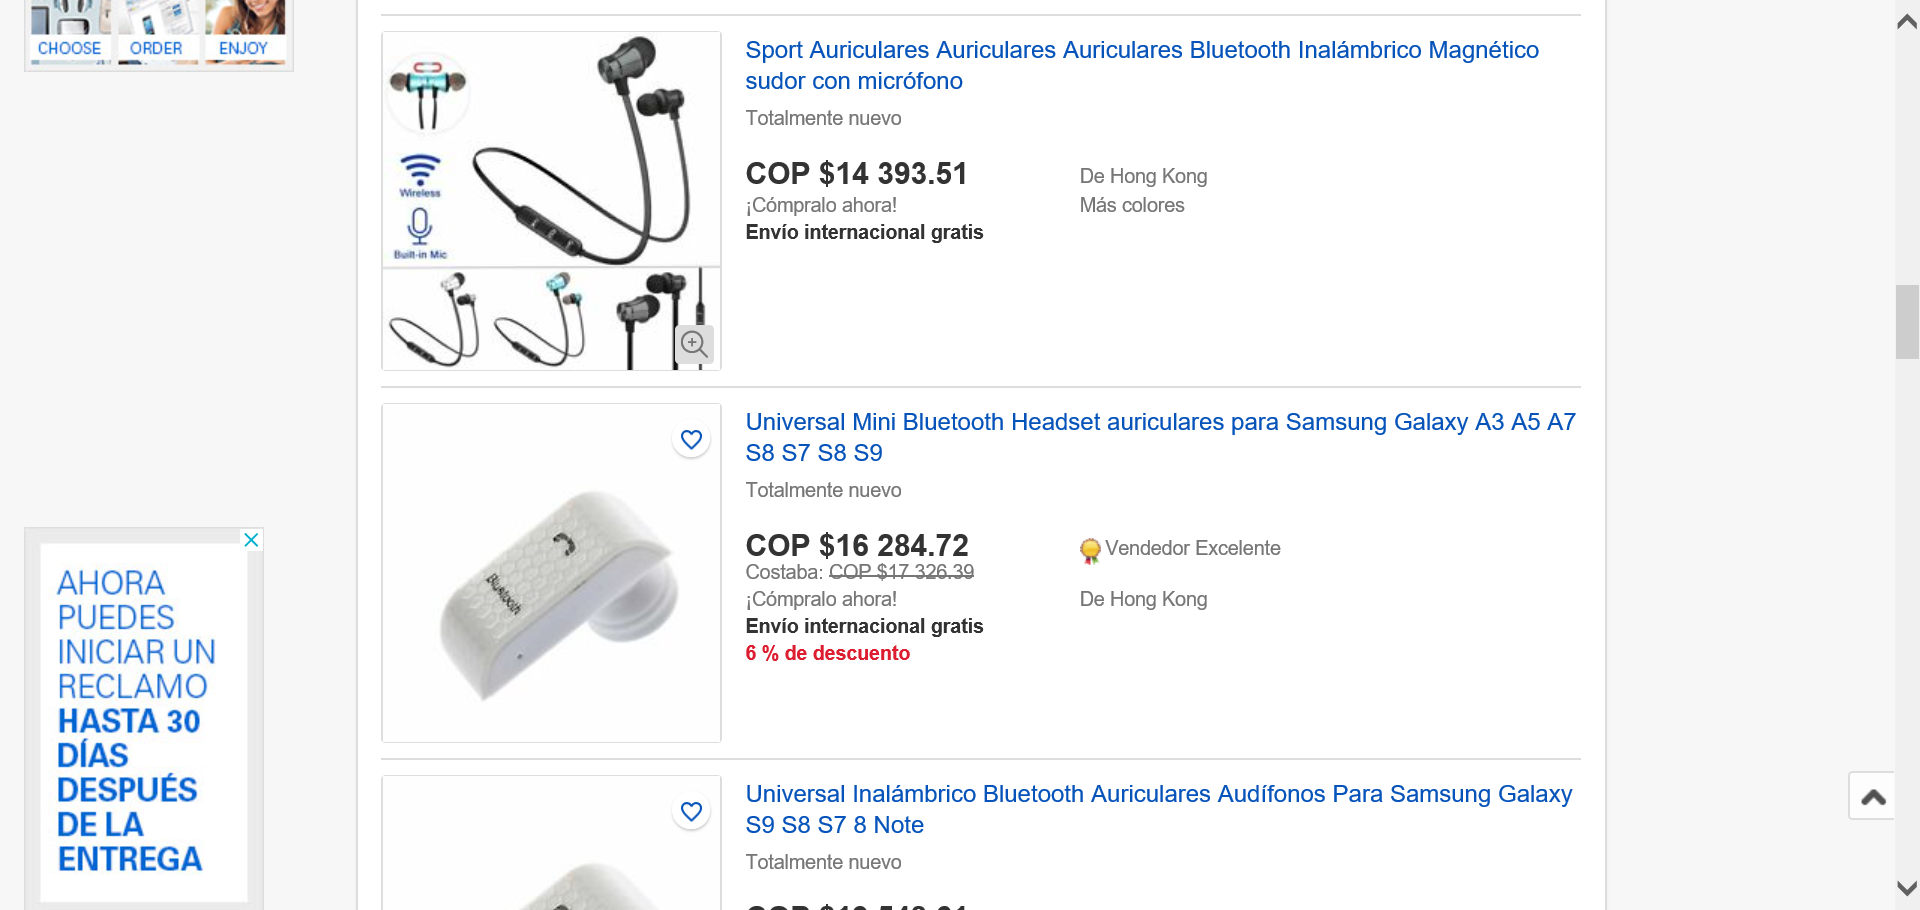 CHOOSE
ORDER
ENJOY
Wireless
Built-in Mic
Sport Auriculares Auriculares Auriculares Bluetooth Inalámbrico Magnético
sudor con micrófono
Totalmente nuevo
COP $14 393.51
De Hong Kong
¡Cómpralo ahora!
Más colores
Envío internacional gratis
Bluetooth
Universal Mini Bluetooth Headset auriculares para Samsung Galaxy A3 A5 A7
S8 S7 S8 S9
Totalmente nuevo
COP $16 284.72
Vendedor Excelente
Costaba: COP $17 326.39
¡Cómpralo ahora!
De Hong Kong
Envío internacional gratis
6 % de descuento
AHORA
PUEDES
INICIAR UN
RECLAMO
HASTA 30
DÍAS
DESPUÉS
DE LA
ENTREGA
Universal Inalámbrico Bluetooth Auriculares Audífonos Para Samsung Galaxy
S9 S8 S7 8 Note
Totalmente nuevo